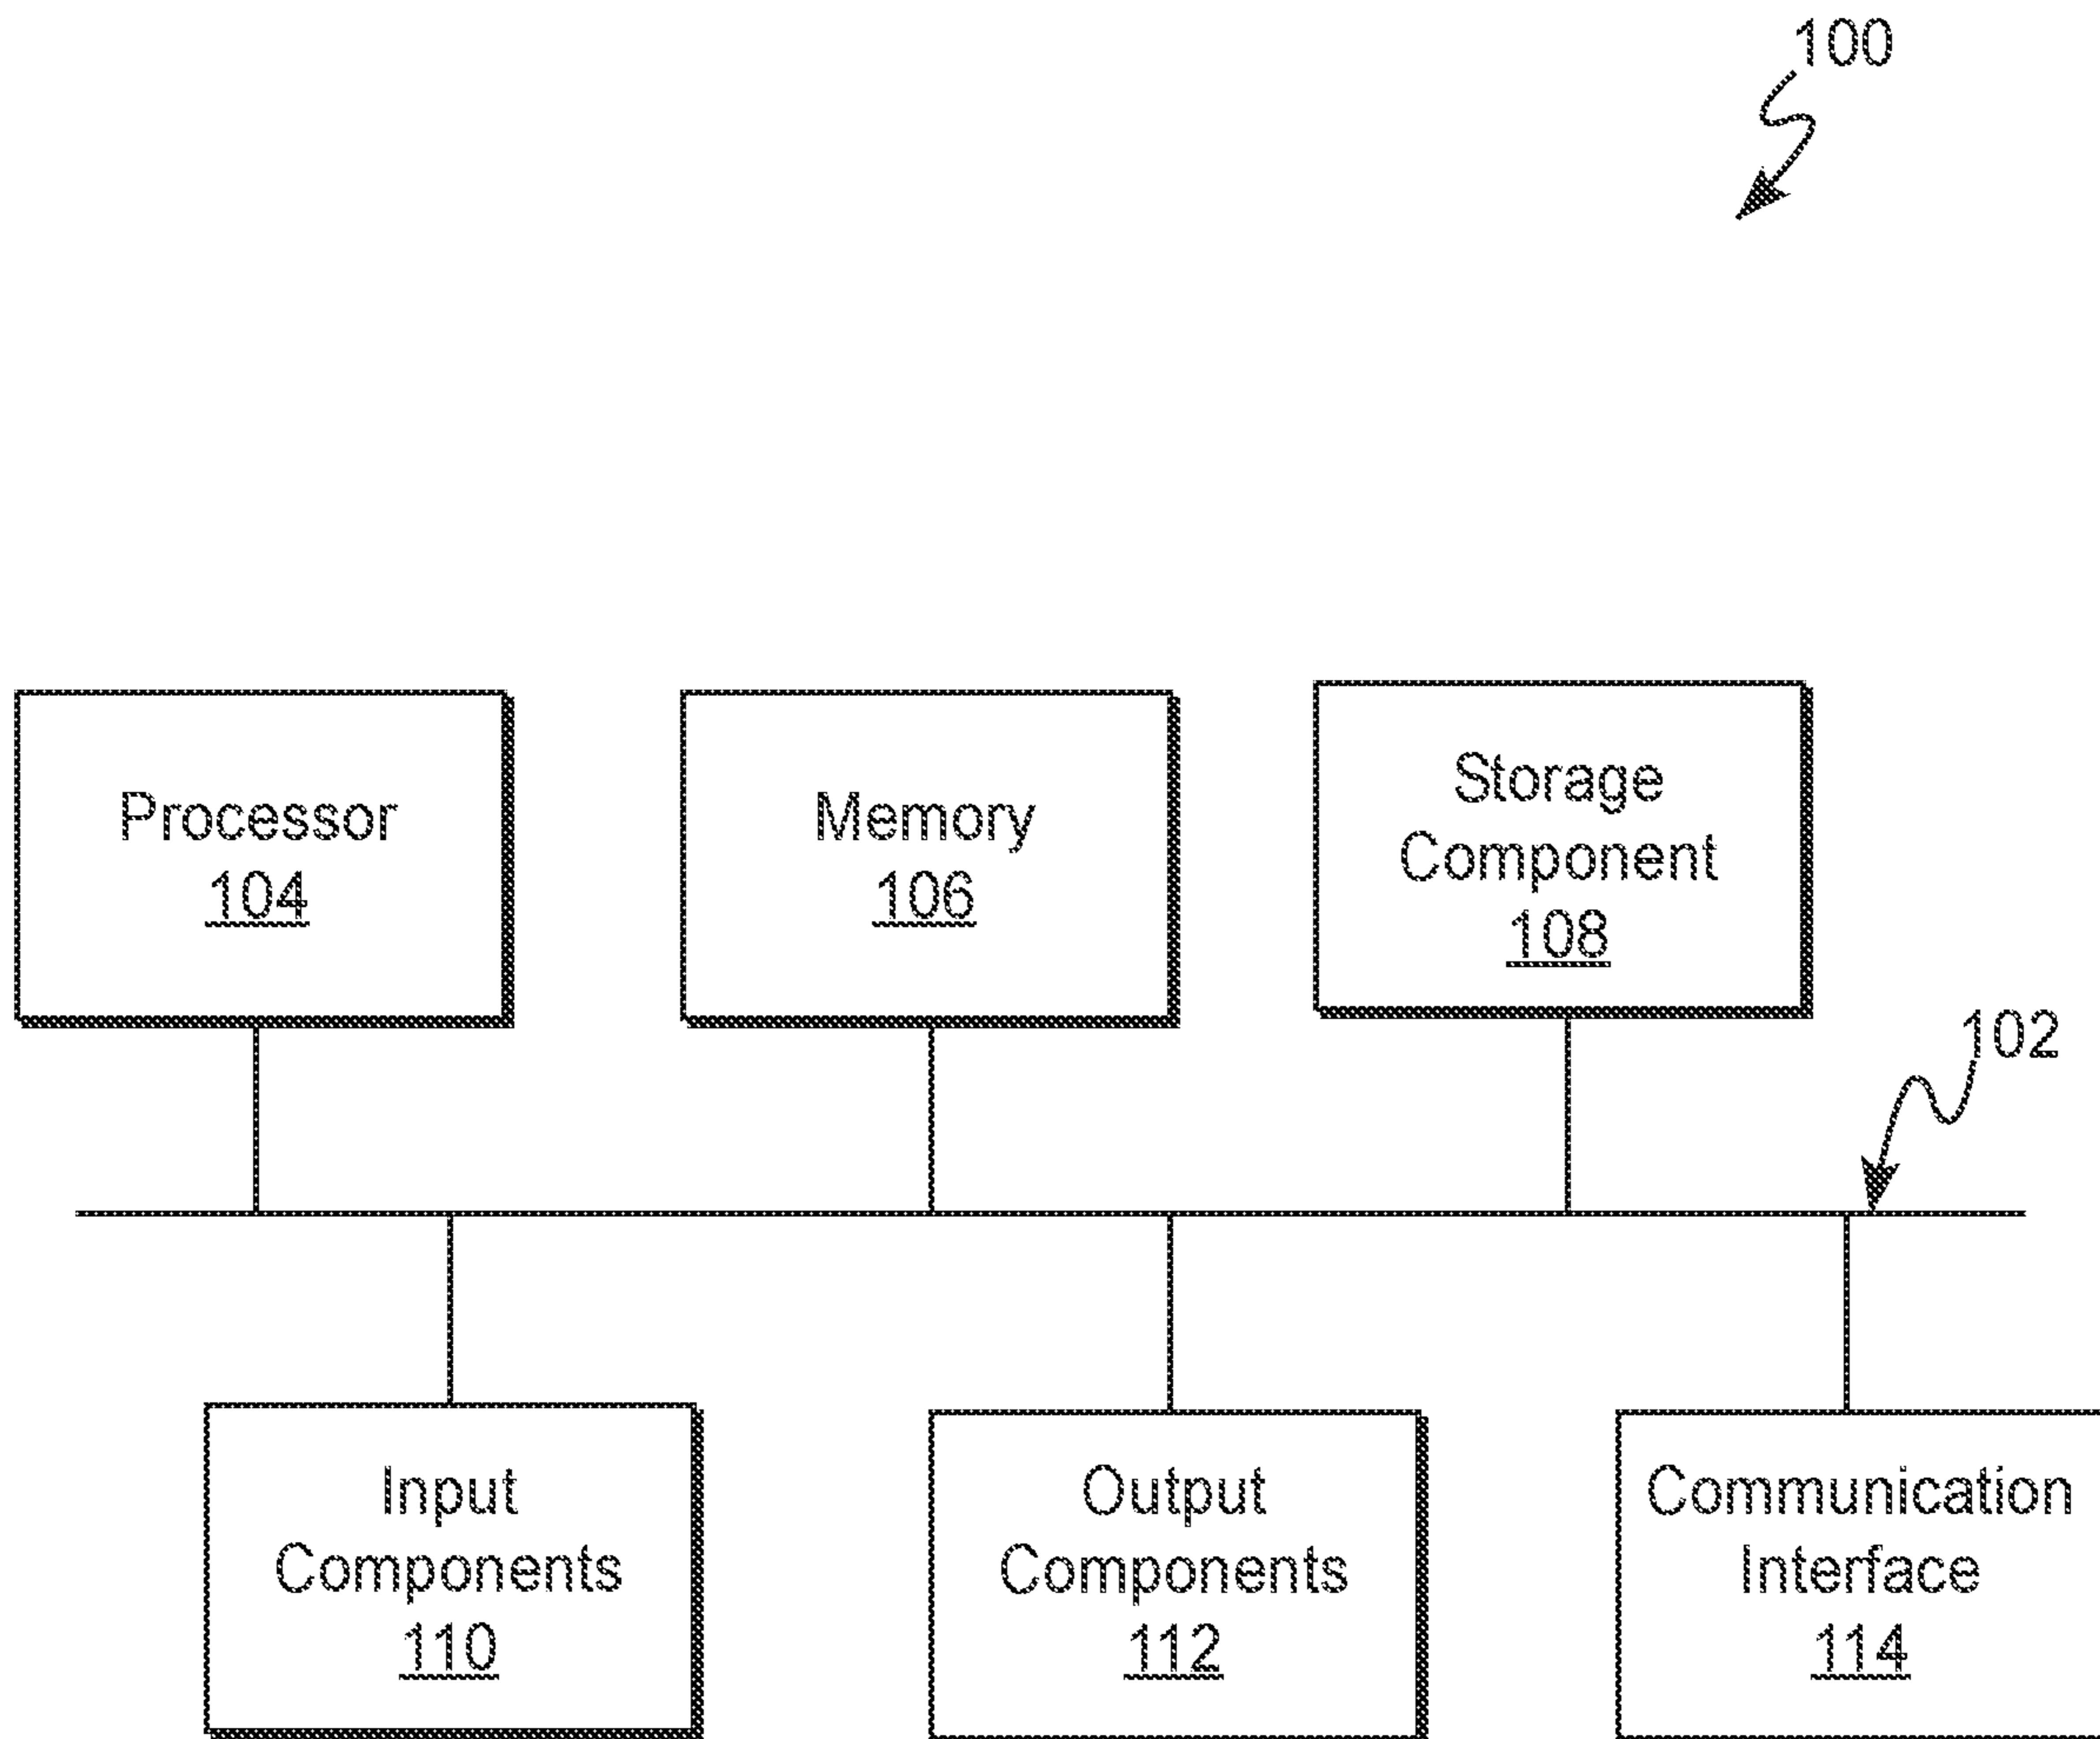 100
Processor
104
Memory
106
Storage
Component
108
102
Input
Components
110
Output
Components
112
Communication
Interface
114